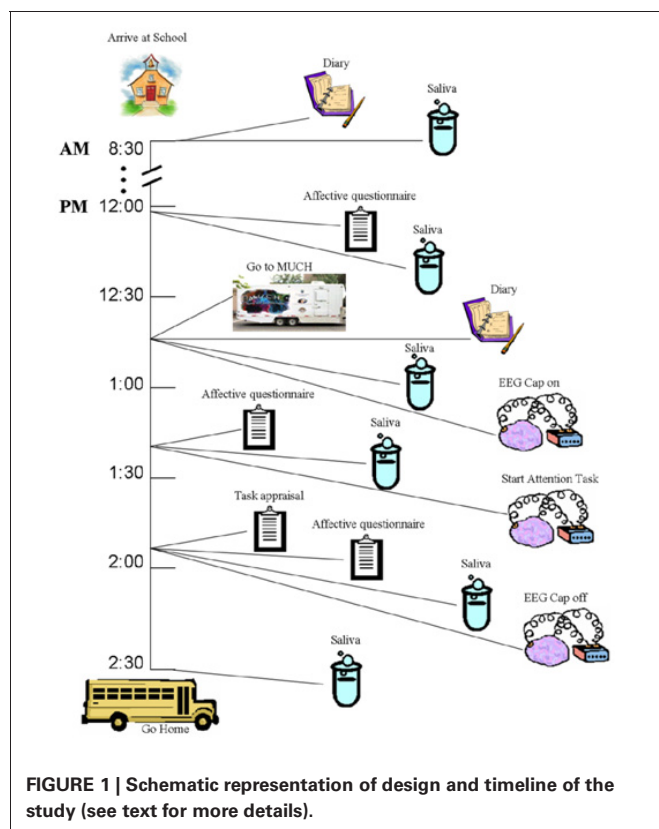 Arrive at School
Diary
Saliva
AM 8:30
PM 12:00
Affective questionnaire
Saliva
Go to MUCH
12:30
Diary
Saliva
1:00
EEG Cap on
Affective questionnaire
Saliva
1:30
Start Attention Task
Task appraisal
Affective questionnaire
2:00
Saliva
EEG Cap off
Saliva
2:30
Go Home
FIGURE 1 | Schematic representation of design and timeline of the
study (see text for more details).